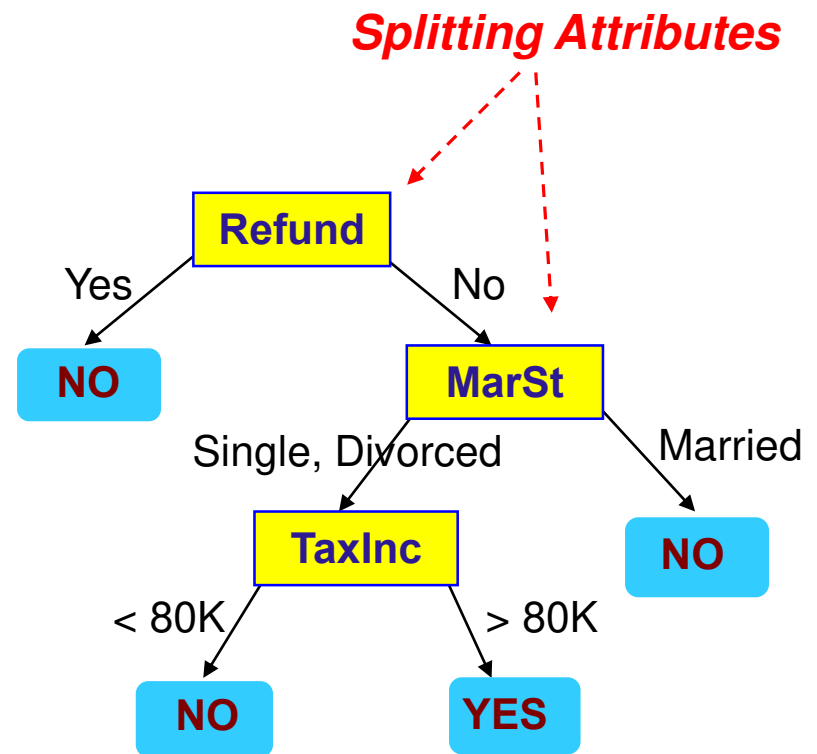 Splitting Attributes
Refund
Yes
No
NO
MarSt
Single, Divorced
Married
TaxInc
NO
< 80K
> 80K
NO
YES